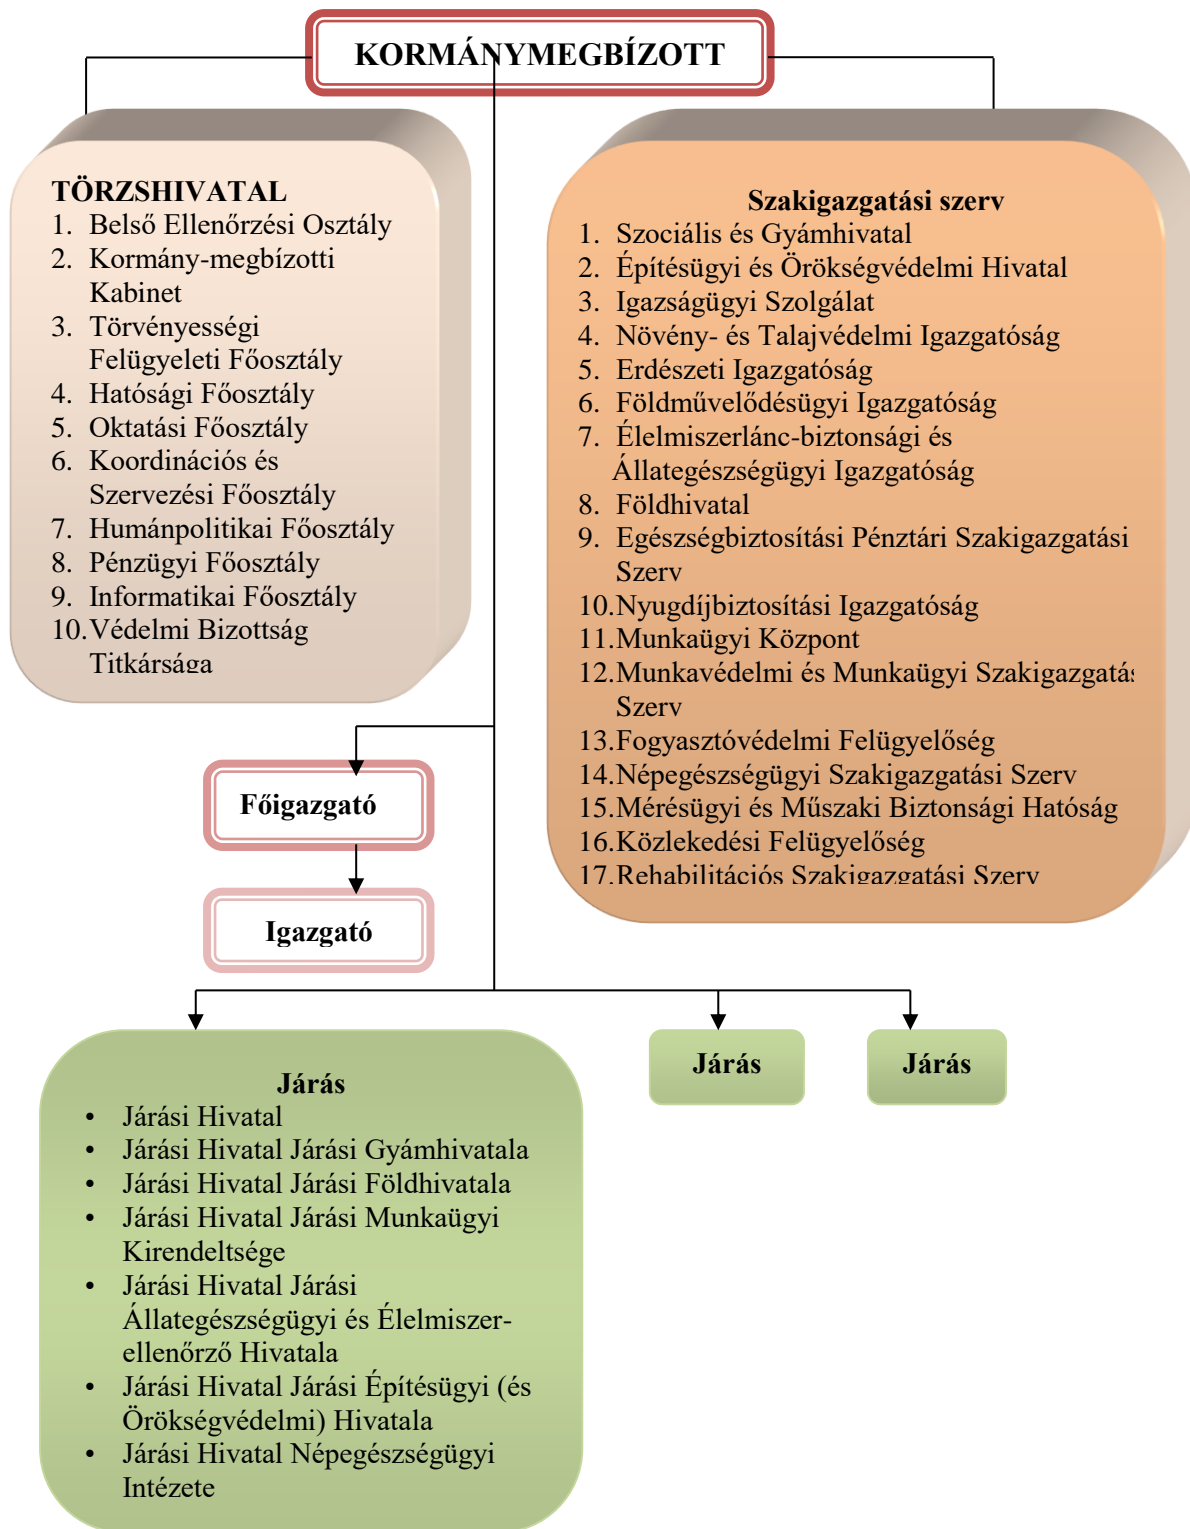 KORMÁNYMEGBÍZOTT
TÖRZSHIVATAL
1. Belső Ellenőrzési Osztály
2. Kormány-megbízotti
Kabinet
3. Törvényességi
Felügyeleti Főosztály
4. Hatósági Főosztály
5. Oktatási Főosztály
6. Koordinációs és
Szervezési Főosztály
7. Humánpolitikai Főosztály
8. Pénzügyi Főosztály
9. Informatikai Főosztály
10.Védelmi Bizottság
Titkársága
Szakigazgatási szerv
1. Szociális és Gyámhivatal
2. Építésügyi és Örökségvédelmi Hivatal
3. Igazságügyi Szolgálat
4. Növény- és Talajvédelmi Igazgatóság
5. Erdészeti Igazgatóság
6. Földművelődésügyi Igazgatóság
7. Élelmiszerlánc-biztonsági és
Állategészségügyi Igazgatóság
8. Földhivatal
9. Egészségbiztosítási Pénztári Szakigazgatási
Szerv
10.Nyugdíjbiztosítási Igazgatóság
11.Munkaügyi Központ
12.Munkavédelmi és Munkaügyi Szakigazgatás
Szerv
13.Fogyasztóvédelmi Felügyelőség
14.Népegészségügyi Szakigazgatási Szerv
15.Mérésügyi és Műszaki Biztonsági Hatóság
16.Közlekedési Felügyelőség
17.Rehabilitációs Szakigazgatási Szerv
Főigazgató
Igazgató
Járás
• Járási Hivatal
• Járási Hivatal Járási Gyámhivatala
• Járási Hivatal Járási Földhivatala
• Járási Hivatal Járási Munkaügyi
Kirendeltsége
• Járási Hivatal Járási
Állategészségügyi és Élelmiszer-
ellenőrző Hivatala
• Járási Hivatal Járási Építésügyi (és
Örökségvédelmi) Hivatala
• Járási Hivatal Népegészségügyi
Intézete
Járás
Járás